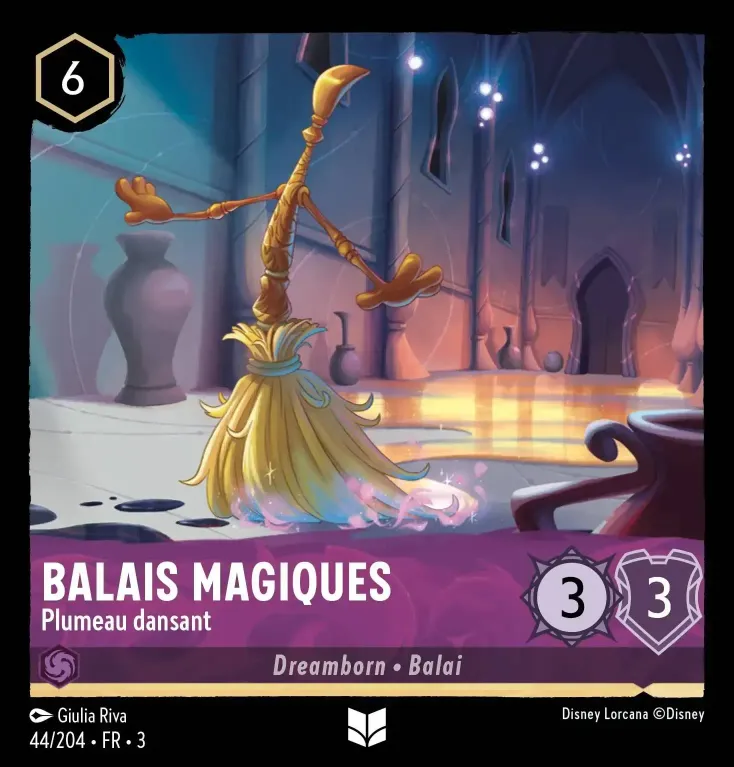 6
BALAIS MAGIQUES
Plumeau dansant
3 3
Dreamborn • Balai
Giulia Riva
Disney Lorcana ©Disney
44/204 • FR • 3